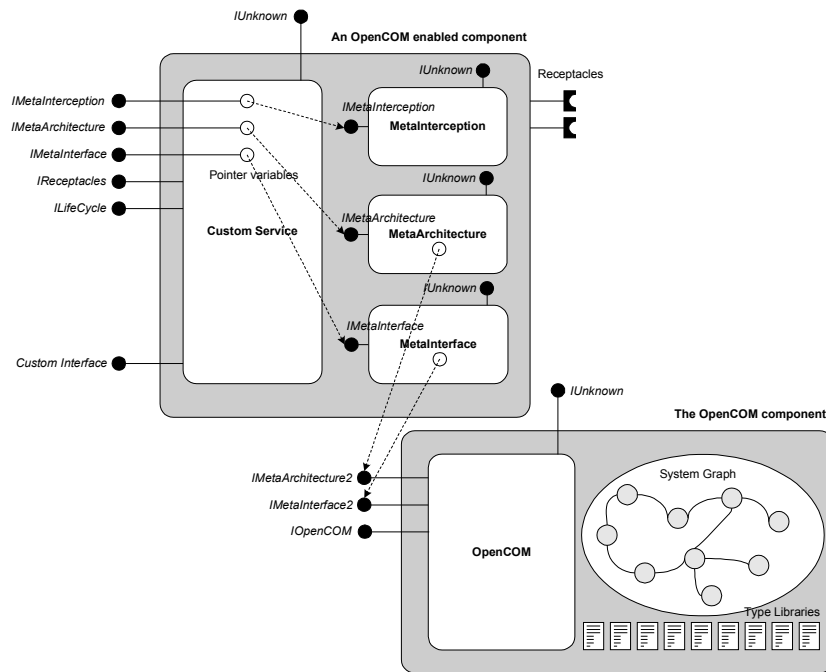 IUnknown
An OpenCOM enabled component
IUnknown
Receptacles
IMetaInterception
IMetaInterception
MetaInterception
IMetaArchitecture
IMetaInterface
Pointer variables
IUnknown
IReceptacles
ILifeCycle
IMetaArchitecture
Custom Service
MetaArchitecture
IUnknown
IMetaInterface
MetaInterface
Custom Interface
IUnknown
The OpenCOM component
IMetaArchitecture2
System Graph
IMetaInterface2
IOpenCOM
OpenCOM
Type Libraries